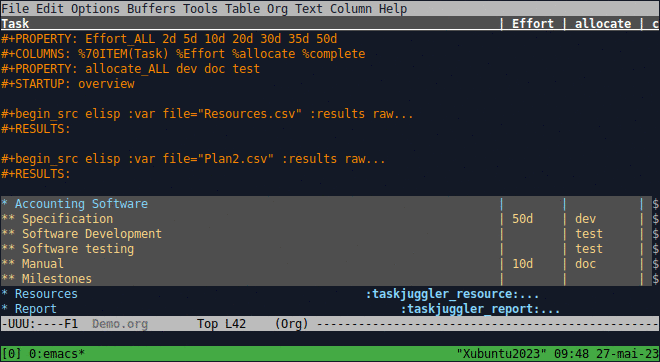 File Edit Options Buffers Tools Table Org Text Column Help
Task | Effort | allocate | c
#+PROPERTY: Effort_ALL 2d 5d 10d 20d 30d 35d 50d
#+COLUMNS: %70ITEM(Task) %Effort %allocate %complete
#+PROPERTY: allocate_ALL dev doc test
#+STARTUP: overview
#+begin_src elisp :var file="Resources.csv" :results raw...
#+RESULTS:
#+begin_src elisp :var file="Plan2.csv" :results raw...
#+RESULTS:
* Accounting Software | | | $
** Specification | 50d | dev | $
** Software Development | | test | $
** Software testing | | test | $
** Manual | 10d | doc | $
** Milestones | | | $
* Resources :taskjuggler_resource:...
* Report :taskjuggler_report:...
-UUU:----F1 Demo.org Top L42 (Org) --------------------------------------------------
[0] 0:emacs* "Xubuntu2023" 09:48 27-mai-23